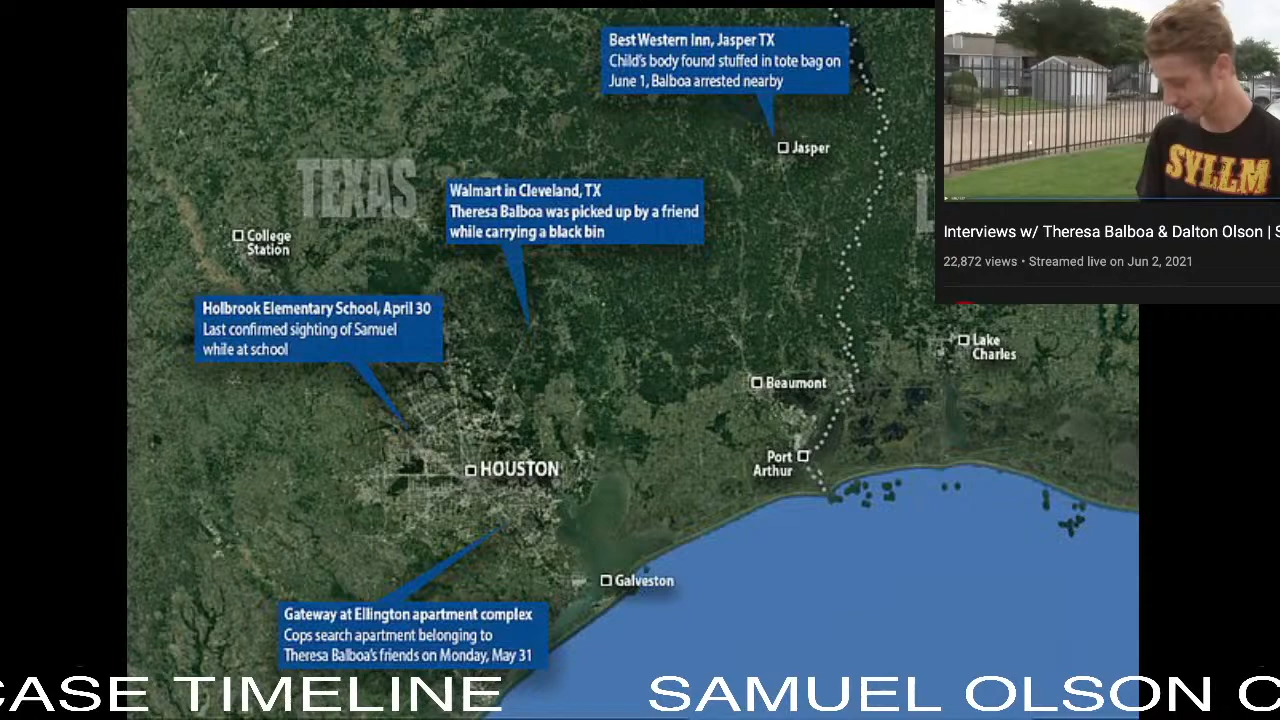 Best Western Inn, Jasper TX
Child's body found stuffed in tote bag on
June 1, Balboa arrested nearby
Jasper
TEXAS
Walmart in Cleveland, TX
Theresa Balboa was picked up by a friend
while carrying a black bin
College
Station
Holbrook Elementary School, April 30
Last confirmed sighting of Samuel
while at school
HOUSTON
Beaumont
Port
Arthur
Lake
Charles
Galveston
Gateway at Ellington apartment complex
Cops search apartment belonging to
Theresa Balboa's friends on Monday, May 31
SYLLM
Interviews w/ Theresa Balboa & Dalton Olson | S
22,872 views • Streamed live on Jun 2, 2021
CASE TIMELINE SAMUEL OLSON C